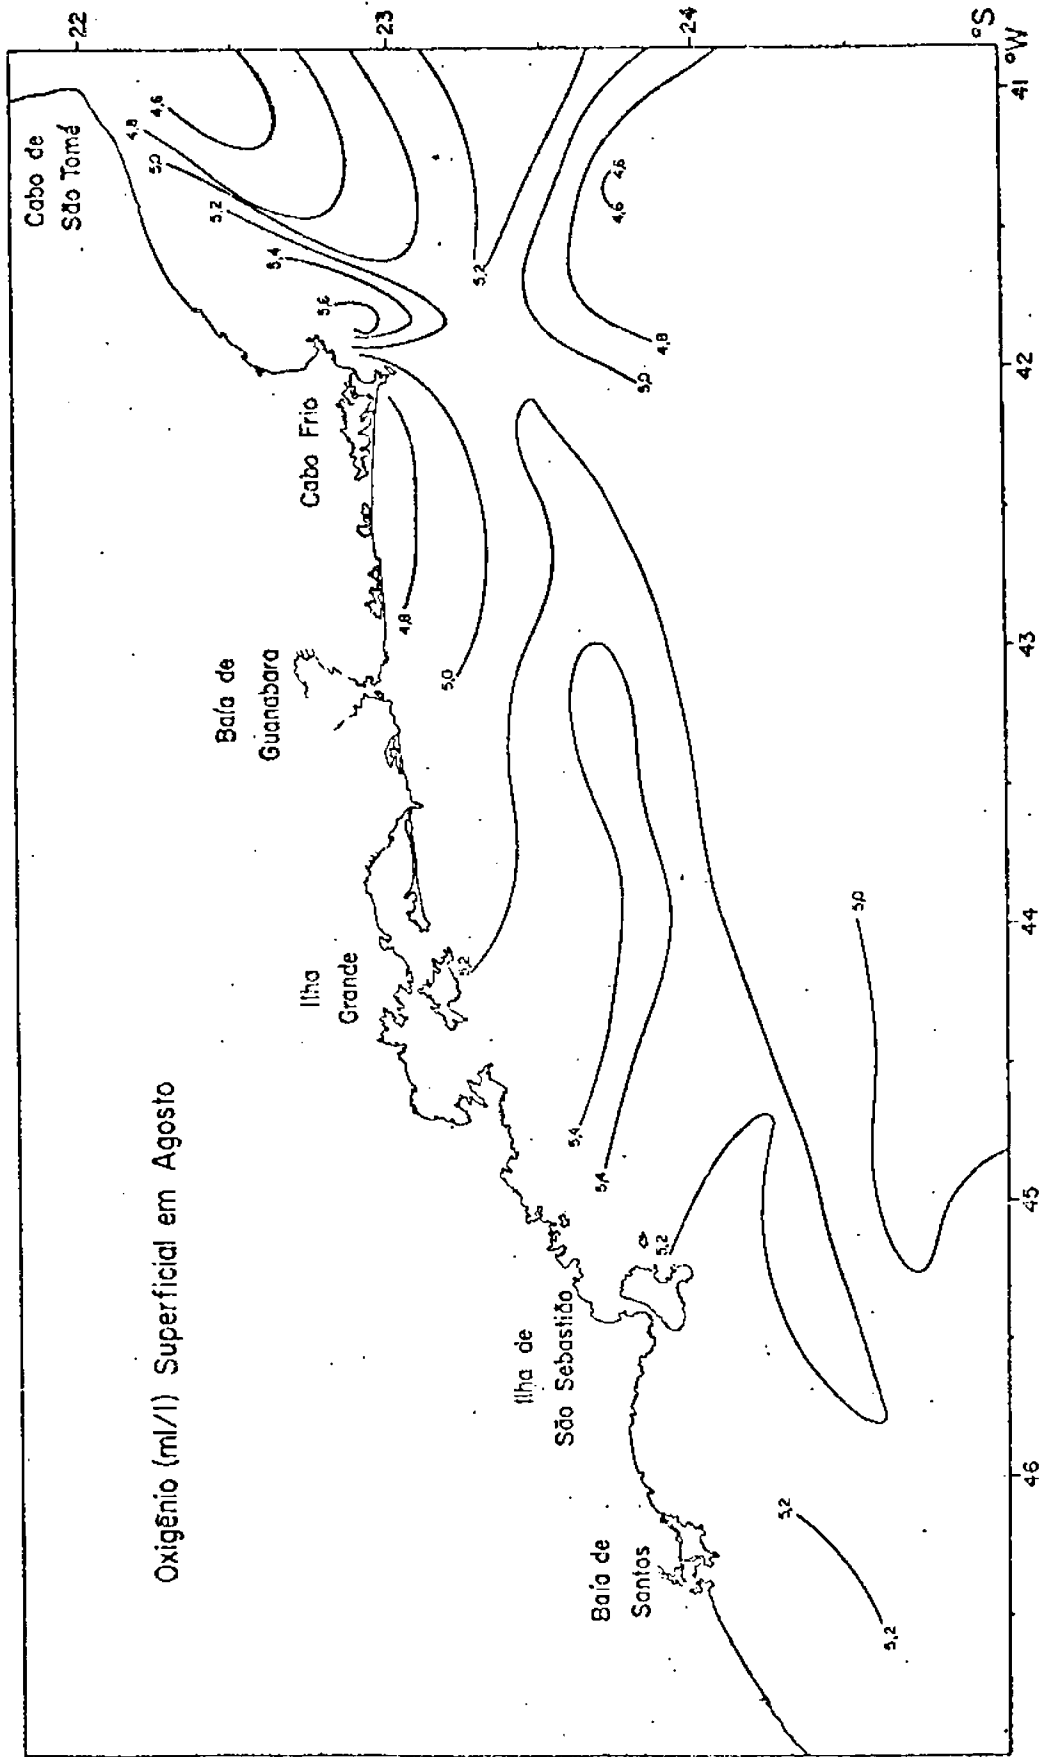 Oxigênio (ml/l) Superficial em Agosto
Cabo de
São Tomé
Cabo Frio
Baía de
Guanabara
Ilha
Grande
Ilha de
São Sebastião
Baía de
Santos
22
23
24
°S
°W
41
42
43
44
45
46
4,6
4,8
5,0
5,2
5,4
5,6
5,2
4,6
4,6
4,8
5,0
4,8
5,0
5,2
5,4
5,4
5,2
5,0
5,2
5,2